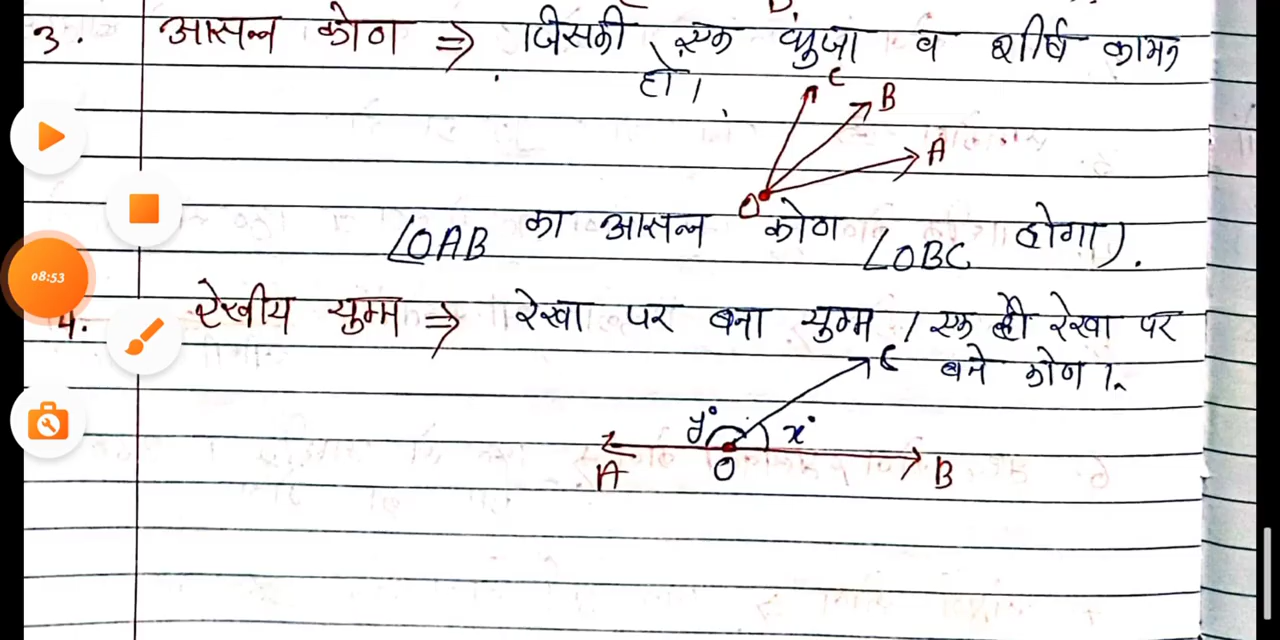 3. आसन्न कोण ⇒ जिसकी एक भुंजा व शीर्ष कामन
हो।
C
B
A
O
∠OAB का आसन्न कोण ∠OBC होगा).
08:53
4. रेखीय युग्म ⇒ रेखा पर बना युग्म / एक ही रेखा पर
बने कोण।
C
y° x°
A O B